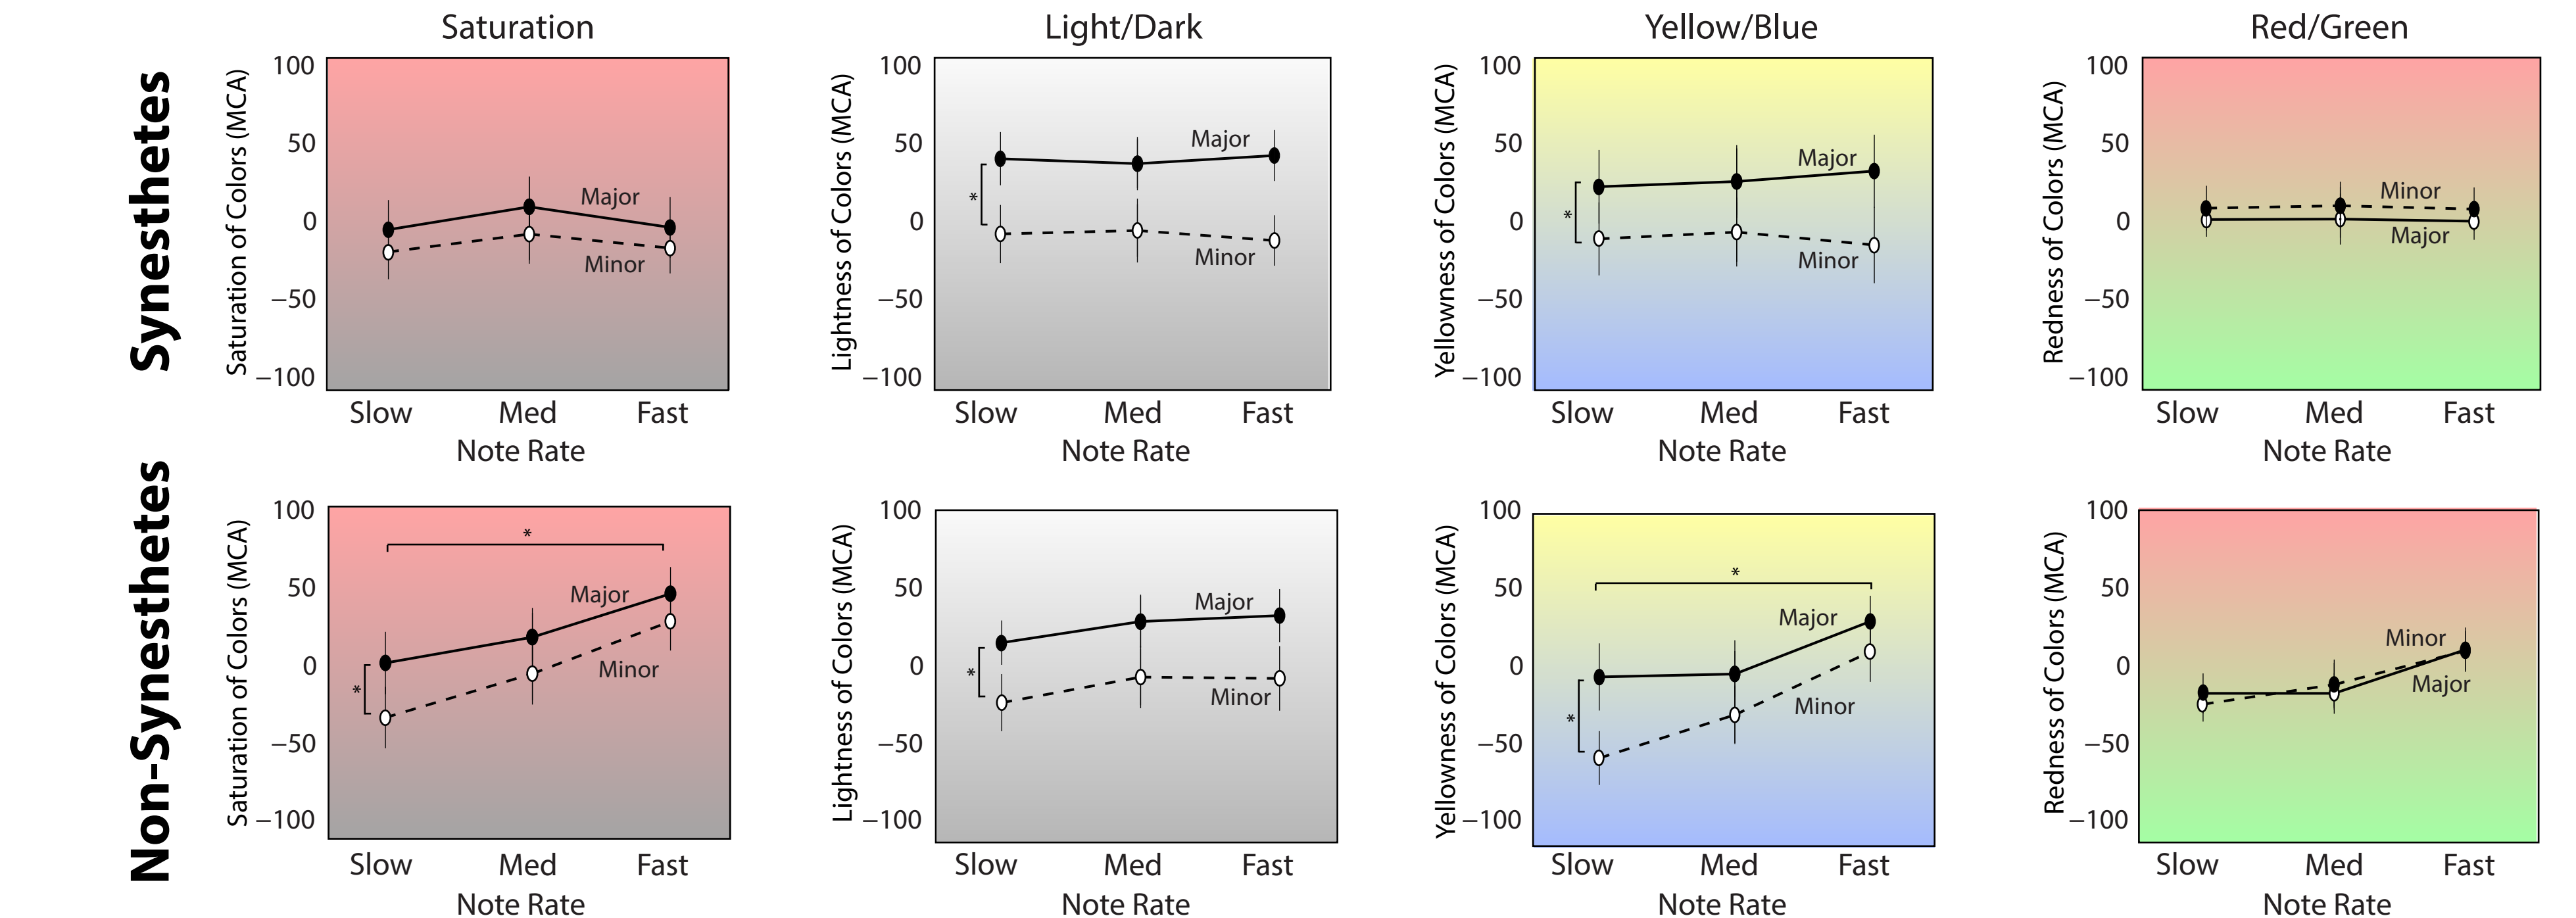 Saturation
Light/Dark
Yellow/Blue
Red/Green
Synesthetes
Saturation of Colors (MCA)
100
50
0
−50
−100
Major
Minor
Slow Med Fast
Note Rate
Lightness of Colors (MCA)
100
50
0
−50
−100
*
Major
Minor
Slow Med Fast
Note Rate
Yellowness of Colors (MCA)
100
50
0
−50
−100
*
Major
Minor
Slow Med Fast
Note Rate
Redness of Colors (MCA)
100
50
0
−50
−100
Minor
Major
Slow Med Fast
Note Rate
Non-Synesthetes
Saturation of Colors (MCA)
100
50
0
−50
−100
*
*
Major
Minor
Slow Med Fast
Note Rate
Lightness of Colors (MCA)
100
50
0
−50
−100
*
Major
Minor
Slow Med Fast
Note Rate
Yellowness of Colors (MCA)
100
50
0
−50
−100
*
*
Major
Minor
Slow Med Fast
Note Rate
Redness of Colors (MCA)
100
50
0
−50
−100
Minor
Major
Slow Med Fast
Note Rate